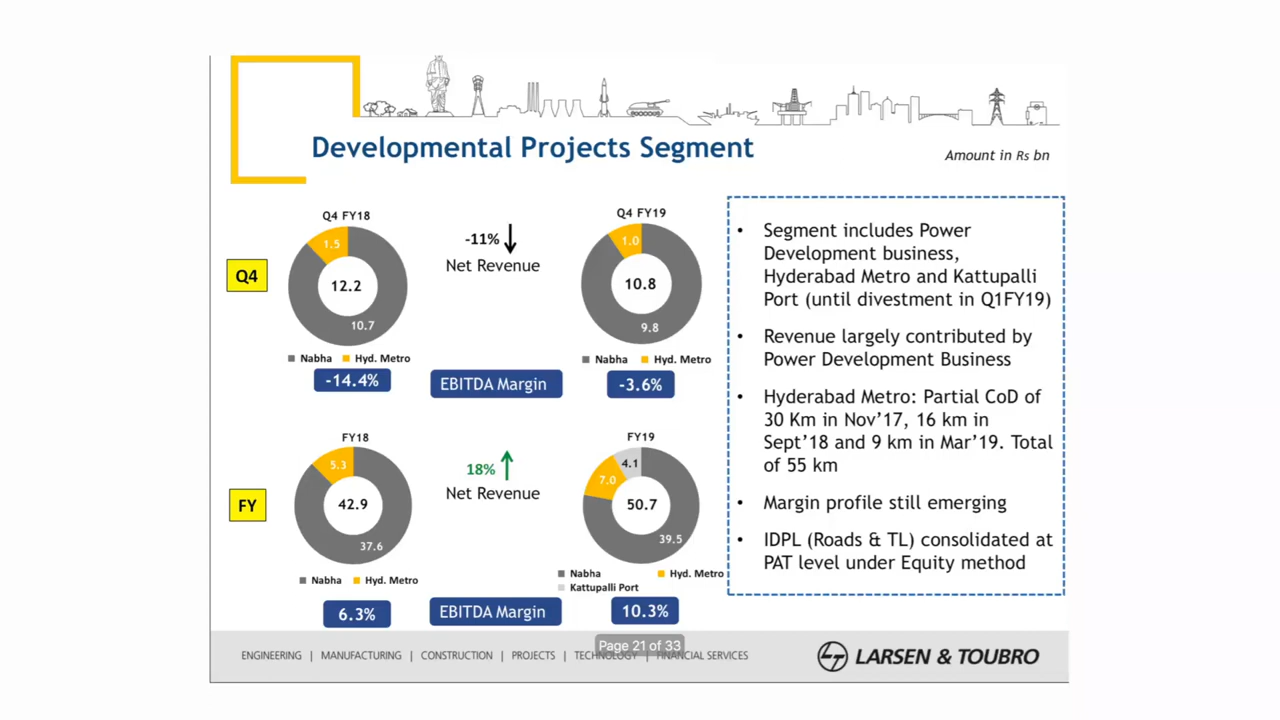 Developmental Projects Segment
Amount in Rs bn
Q4
Q4 FY18
1.5
12.2
10.7
Nabha Hyd. Metro
-14.4%
-11%
Net Revenue
EBITDA Margin
Q4 FY19
1.0
10.8
9.8
Nabha Hyd. Metro
-3.6%
FY
FY18
5.3
42.9
37.6
Nabha Hyd. Metro
6.3%
18%
Net Revenue
EBITDA Margin
FY19
4.1
7.0
50.7
39.5
Nabha Hyd. Metro
Kattupalli Port
10.3%
• Segment includes Power
Development business,
Hyderabad Metro and Kattupalli
Port (until divestment in Q1FY19)
• Revenue largely contributed by
Power Development Business
• Hyderabad Metro: Partial CoD of
30 Km in Nov’17, 16 km in
Sept’18 and 9 km in Mar’19. Total
of 55 km
• Margin profile still emerging
• IDPL (Roads & TL) consolidated at
PAT level under Equity method
Page 21 of 33
ENGINEERING | MANUFACTURING | CONSTRUCTION | PROJECTS | TECHNOLOGY | FINANCIAL SERVICES
LARSEN & TOUBRO